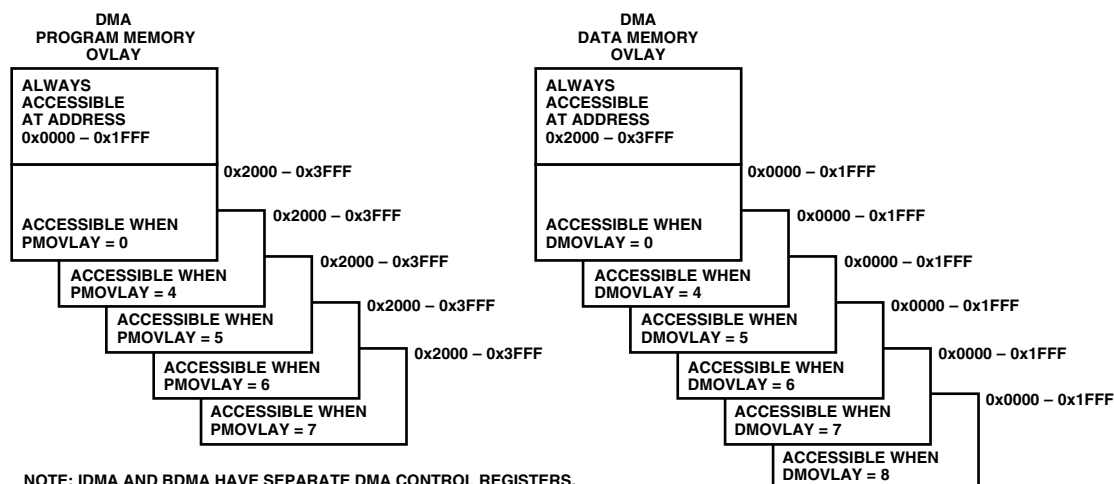 DMA
PROGRAM MEMORY
OVLAY
ALWAYS
ACCESSIBLE
AT ADDRESS
0x0000 – 0x1FFF
0x2000 – 0x3FFF
ACCESSIBLE WHEN
PMOVLAY = 0
0x2000 – 0x3FFF
ACCESSIBLE WHEN
PMOVLAY = 4
0x2000 – 0x3FFF
ACCESSIBLE WHEN
PMOVLAY = 5
0x2000 – 0x3FFF
ACCESSIBLE WHEN
PMOVLAY = 6
0x2000 – 0x3FFF
ACCESSIBLE WHEN
PMOVLAY = 7
DMA
DATA MEMORY
OVLAY
ALWAYS
ACCESSIBLE
AT ADDRESS
0x2000 – 0x3FFF
0x0000 – 0x1FFF
ACCESSIBLE WHEN
DMOVLAY = 0
0x0000 – 0x1FFF
ACCESSIBLE WHEN
DMOVLAY = 4
0x0000 – 0x1FFF
ACCESSIBLE WHEN
DMOVLAY = 5
0x0000 – 0x1FFF
ACCESSIBLE WHEN
DMOVLAY = 6
0x0000 – 0x1FFF
ACCESSIBLE WHEN
DMOVLAY = 7
0x0000 – 0x1FFF
ACCESSIBLE WHEN
DMOVLAY = 8
NOTE: IDMA AND BDMA HAVE SEPARATE DMA CONTROL REGISTERS.